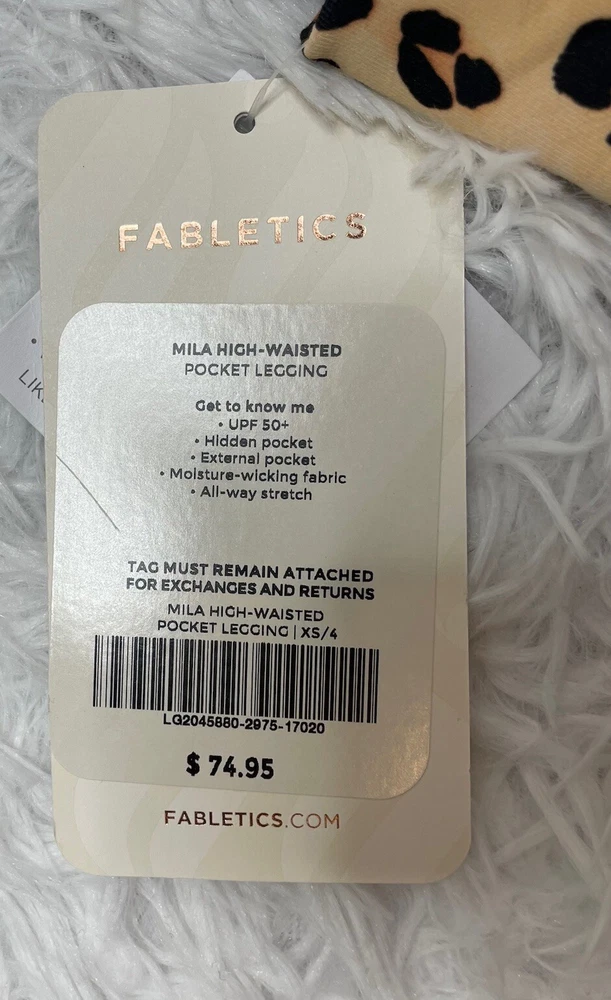 FABLETICS
MILA HIGH-WAISTED
POCKET LEGGING
Get to know me
• UPF 50+
• Hidden pocket
• External pocket
• Moisture-wicking fabric
• All-way stretch
TAG MUST REMAIN ATTACHED
FOR EXCHANGES AND RETURNS
MILA HIGH-WAISTED
POCKET LEGGING | XS/4
LG2045880-2975-17020
$ 74.95
FABLETICS.COM